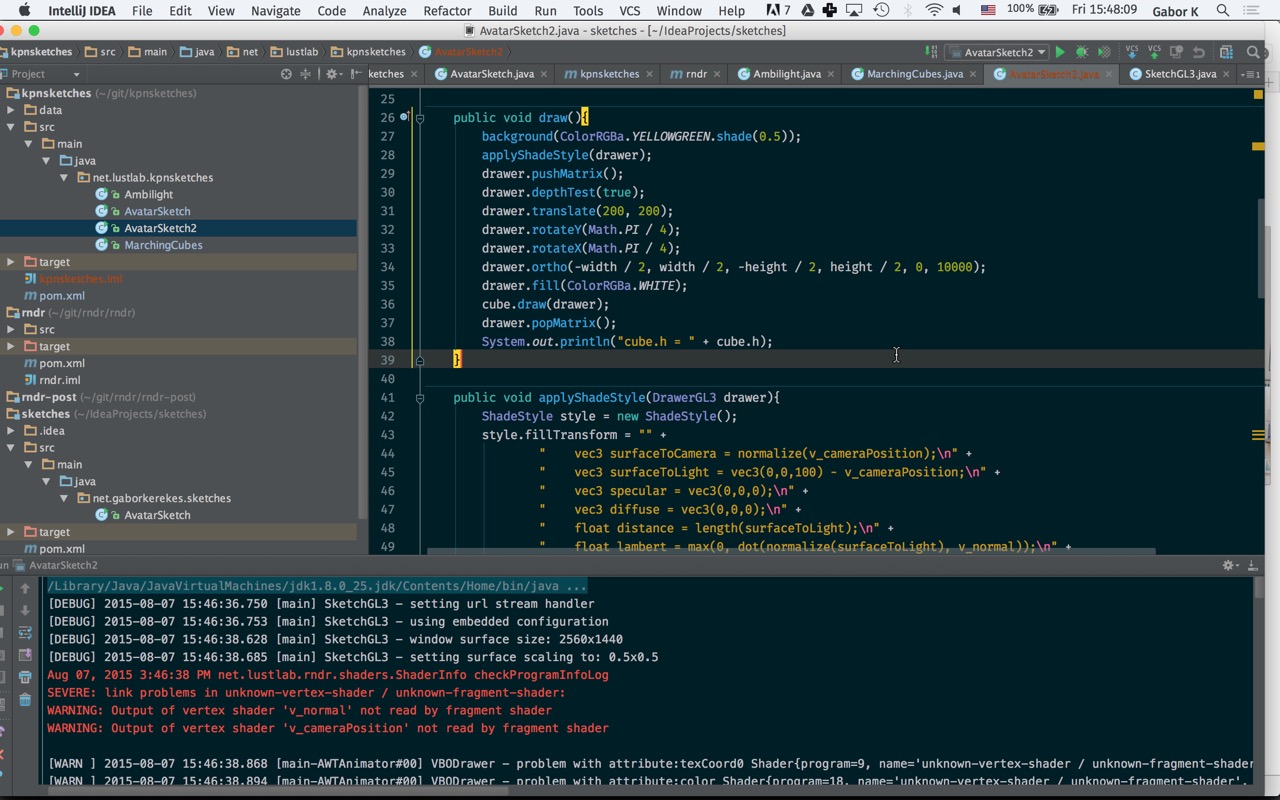 IntelliJ IDEA File Edit View Navigate Code Analyze Refactor Build Run Tools VCS Window Help 7 100% Fri 15:48:09 Gabor K
AvatarSketch2.java - sketches - [~/IdeaProjects/sketches]
kpnsketches src main java net lustlab kpnsketches AvatarSketch2 AvatarSketch2 VCS VCS
Project ketches AvatarSketch.java kpnsketches rndr Ambilight.java MarchingCubes.java AvatarSketch2.java SketchGL3.java
kpnsketches (~/git/kpnsketches)
data
src
main
java
net.lustlab.kpnsketches
Ambilight
AvatarSketch
AvatarSketch2
MarchingCubes
target
kpnsketches.iml
pom.xml
rndr (~/git/rndr/rndr)
src
target
pom.xml
rndr.iml
rndr-post (~/git/rndr/rndr-post)
sketches (~/IdeaProjects/sketches)
.idea
src
main
java
net.gaborkerekes.sketches
AvatarSketch
target
pom.xml
25
26 public void draw(){
27 background(ColorRGBa.YELLOWGREEN.shade(0.5));
28 applyShadeStyle(drawer);
29 drawer.pushMatrix();
30 drawer.depthTest(true);
31 drawer.translate(200, 200);
32 drawer.rotateY(Math.PI / 4);
33 drawer.rotateX(Math.PI / 4);
34 drawer.ortho(-width / 2, width / 2, -height / 2, height / 2, 0, 10000);
35 drawer.fill(ColorRGBa.WHITE);
36 cube.draw(drawer);
37 drawer.popMatrix();
38 System.out.println("cube.h = " + cube.h);
39 }
40
41 public void applyShadeStyle(DrawerGL3 drawer){
42 ShadeStyle style = new ShadeStyle();
43 style.fillTransform = "" +
44 " vec3 surfaceToCamera = normalize(v_cameraPosition);\n" +
45 " vec3 surfaceToLight = vec3(0,0,100) - v_cameraPosition;\n" +
46 " vec3 specular = vec3(0,0,0);\n" +
47 " vec3 diffuse = vec3(0,0,0);\n" +
48 " float distance = length(surfaceToLight);\n" +
49 " float lambert = max(0, dot(normalize(surfaceToLight), v_normal));\n" +
un AvatarSketch2
/Library/Java/JavaVirtualMachines/jdk1.8.0_25.jdk/Contents/Home/bin/java ...
[DEBUG] 2015-08-07 15:46:36.750 [main] SketchGL3 - setting url stream handler
[DEBUG] 2015-08-07 15:46:36.753 [main] SketchGL3 - using embedded configuration
[DEBUG] 2015-08-07 15:46:38.628 [main] SketchGL3 - window surface size: 2560x1440
[DEBUG] 2015-08-07 15:46:38.685 [main] SketchGL3 - setting surface scaling to: 0.5x0.5
Aug 07, 2015 3:46:38 PM net.lustlab.rndr.shaders.ShaderInfo checkProgramInfoLog
SEVERE: link problems in unknown-vertex-shader / unknown-fragment-shader:
WARNING: Output of vertex shader 'v_normal' not read by fragment shader
WARNING: Output of vertex shader 'v_cameraPosition' not read by fragment shader
[WARN ] 2015-08-07 15:46:38.868 [main-AWTAnimator#00] VBODrawer - problem with attribute:texCoord0 Shader{program=9, name='unknown-vertex-shader / unknown-fragment-shader
[WARN ] 2015-08-07 15:46:38.894 [main-AWTAnimator#00] VBODrawer - problem with attribute:color Shader{program=18, name='unknown-vertex-shader / unknown-fragment-shader'.